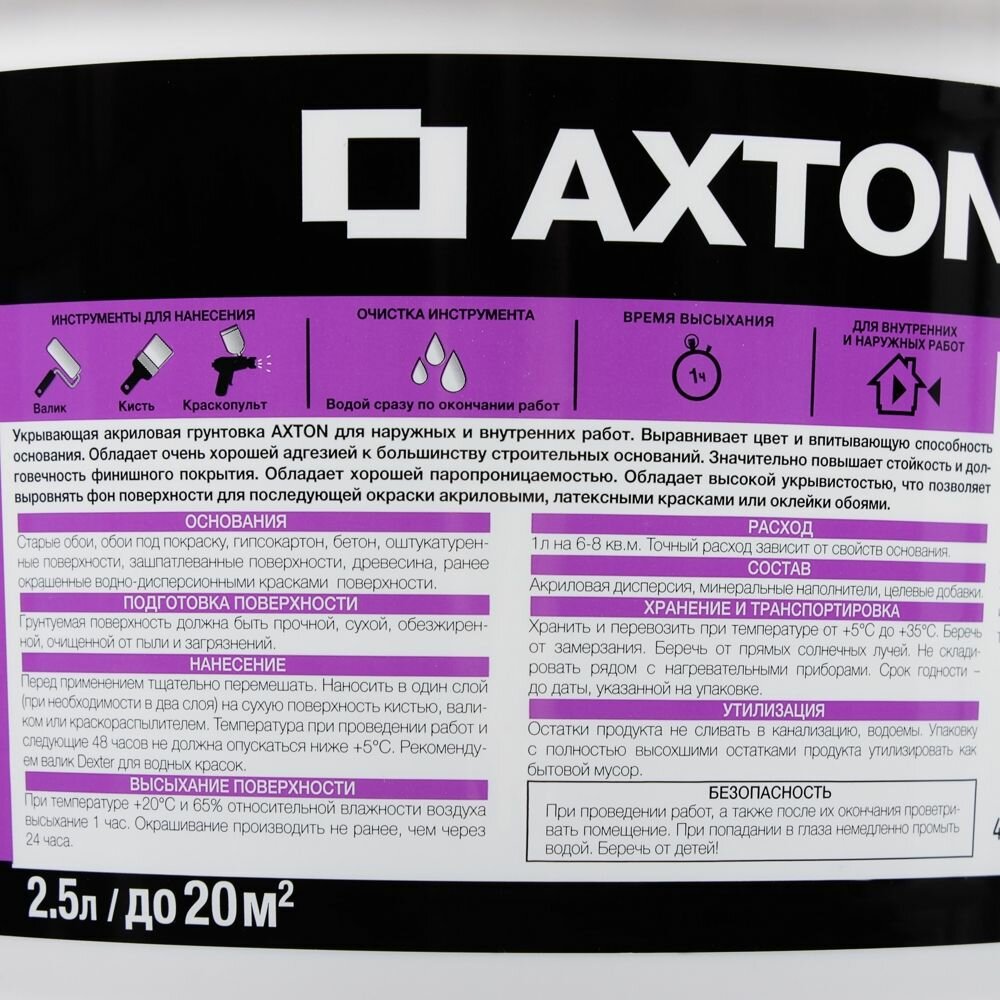 AXTON
ИНСТРУМЕНТЫ ДЛЯ НАНЕСЕНИЯ
Валик Кисть Краскопульт
ОЧИСТКА ИНСТРУМЕНТА
Водой сразу по окончании работ
ВРЕМЯ ВЫСЫХАНИЯ
1ч
ДЛЯ ВНУТРЕННИХ
И НАРУЖНЫХ РАБОТ
Укрывающая акриловая грунтовка AXTON для наружных и внутренних работ. Выравнивает цвет и впитывающую способность
основания. Обладает очень хорошей адгезией к большинству строительных оснований. Значительно повышает стойкость и дол-
говечность финишного покрытия. Обладает хорошей паропроницаемостью. Обладает высокой укрывистостью, что позволяет
выровнять фон поверхности для последующей окраски акриловыми, латексными красками или оклейки обоями.
ОСНОВАНИЯ
Старые обои, обои под покраску, гипсокартон, бетон, оштукатурен-
ные поверхности, зашпатлеванные поверхности, древесина, ранее
окрашенные водно-дисперсионными красками поверхности.
ПОДГОТОВКА ПОВЕРХНОСТИ
Грунтуемая поверхность должна быть прочной, сухой, обезжирен-
ной, очищенной от пыли и загрязнений.
НАНЕСЕНИЕ
Перед применением тщательно перемешать. Наносить в один слой
(при необходимости в два слоя) на сухую поверхность кистью, вали-
ком или краскораспылителем. Температура при проведении работ и
следующие 48 часов не должна опускаться ниже +5°С. Рекоменду-
ем валик Dexter для водных красок.
ВЫСЫХАНИЕ ПОВЕРХНОСТИ
При температуре +20°С и 65% относительной влажности воздуха
высыхание 1 час. Окрашивание производить не ранее, чем через
24 часа.
РАСХОД
1л на 6-8 кв.м. Точный расход зависит от свойств основания.
СОСТАВ
Акриловая дисперсия, минеральные наполнители, целевые добавки.
ХРАНЕНИЕ И ТРАНСПОРТИРОВКА
Хранить и перевозить при температуре от +5°С до +35°С. Беречь
от замерзания. Беречь от прямых солнечных лучей. Не склади-
ровать рядом с нагревательными приборами. Срок годности -
до даты, указанной на упаковке.
УТИЛИЗАЦИЯ
Остатки продукта не сливать в канализацию, водоемы. Упаковку
с полностью высохшими остатками продукта утилизировать как
бытовой мусор.
БЕЗОПАСНОСТЬ
При проведении работ, а также после их окончания проветри-
вать помещение. При попадании в глаза немедленно промыть
водой. Беречь от детей!
2.5л / до 20 м²